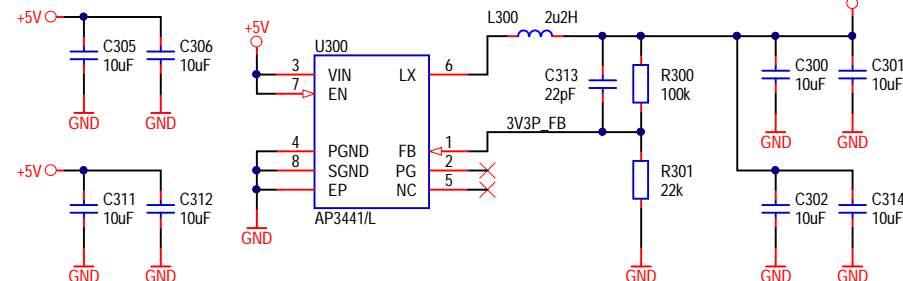 +5V
C305
10uF
C306
10uF
GND
GND
+5V
C311
10uF
C312
10uF
GND
GND
+5V
U300
3
VIN
7
EN
4
PGND
8
SGND
EP
LX
6
FB
1
PG
2
NC
5
AP3441/L
GND
L300
2u2H
C313
22pF
R300
100k
3V3P_FB
R301
22k
GND
C300
10uF
C301
10uF
GND
GND
C302
10uF
C314
10uF
GND
GND